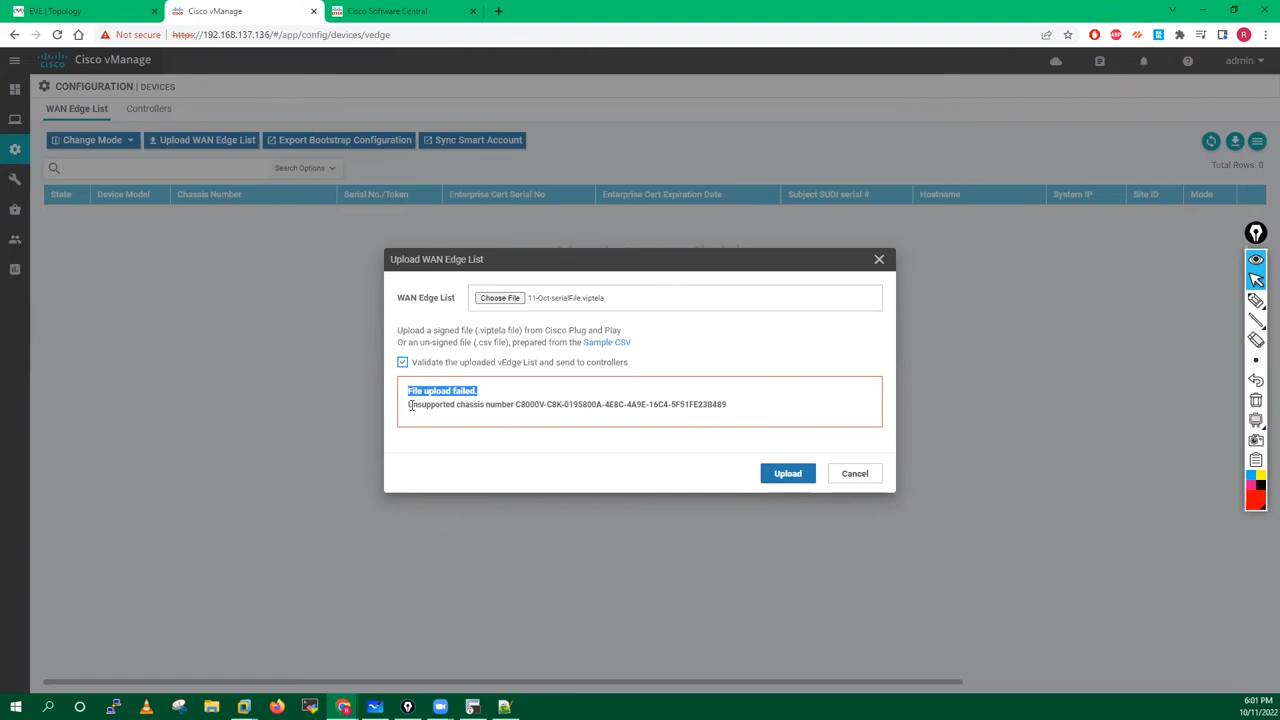 EVE | Topology
Cisco vManage
Cisco Software Central
Not secure
https://192.168.137.136/#/app/config/devices/vedge
CISCO
Cisco vManage
admin
CONFIGURATION | DEVICES
WAN Edge List
Controllers
Change Mode
Upload WAN Edge List
Export Bootstrap Configuration
Sync Smart Account
Search Options
Total Rows: 0
State
Device Model
Chassis Number
Serial No./Token
Enterprise Cert Serial No
Enterprise Cert Expiration Date
Subject SUDI serial #
Hostname
System IP
Site ID
Mode
Upload WAN Edge List
WAN Edge List
Choose File
11-Oct-serialFile.viptela
Upload a signed file (.viptela file) from Cisco Plug and Play
Or an un-signed file (.csv file), prepared from the Sample CSV
Validate the uploaded vEdge List and send to controllers
File upload failed.
Unsupported chassis number C8000V-C8K-0195800A-4E8C-4A9E-16C4-5F51FE23B489
Upload
Cancel
6:01 PM
10/11/2022